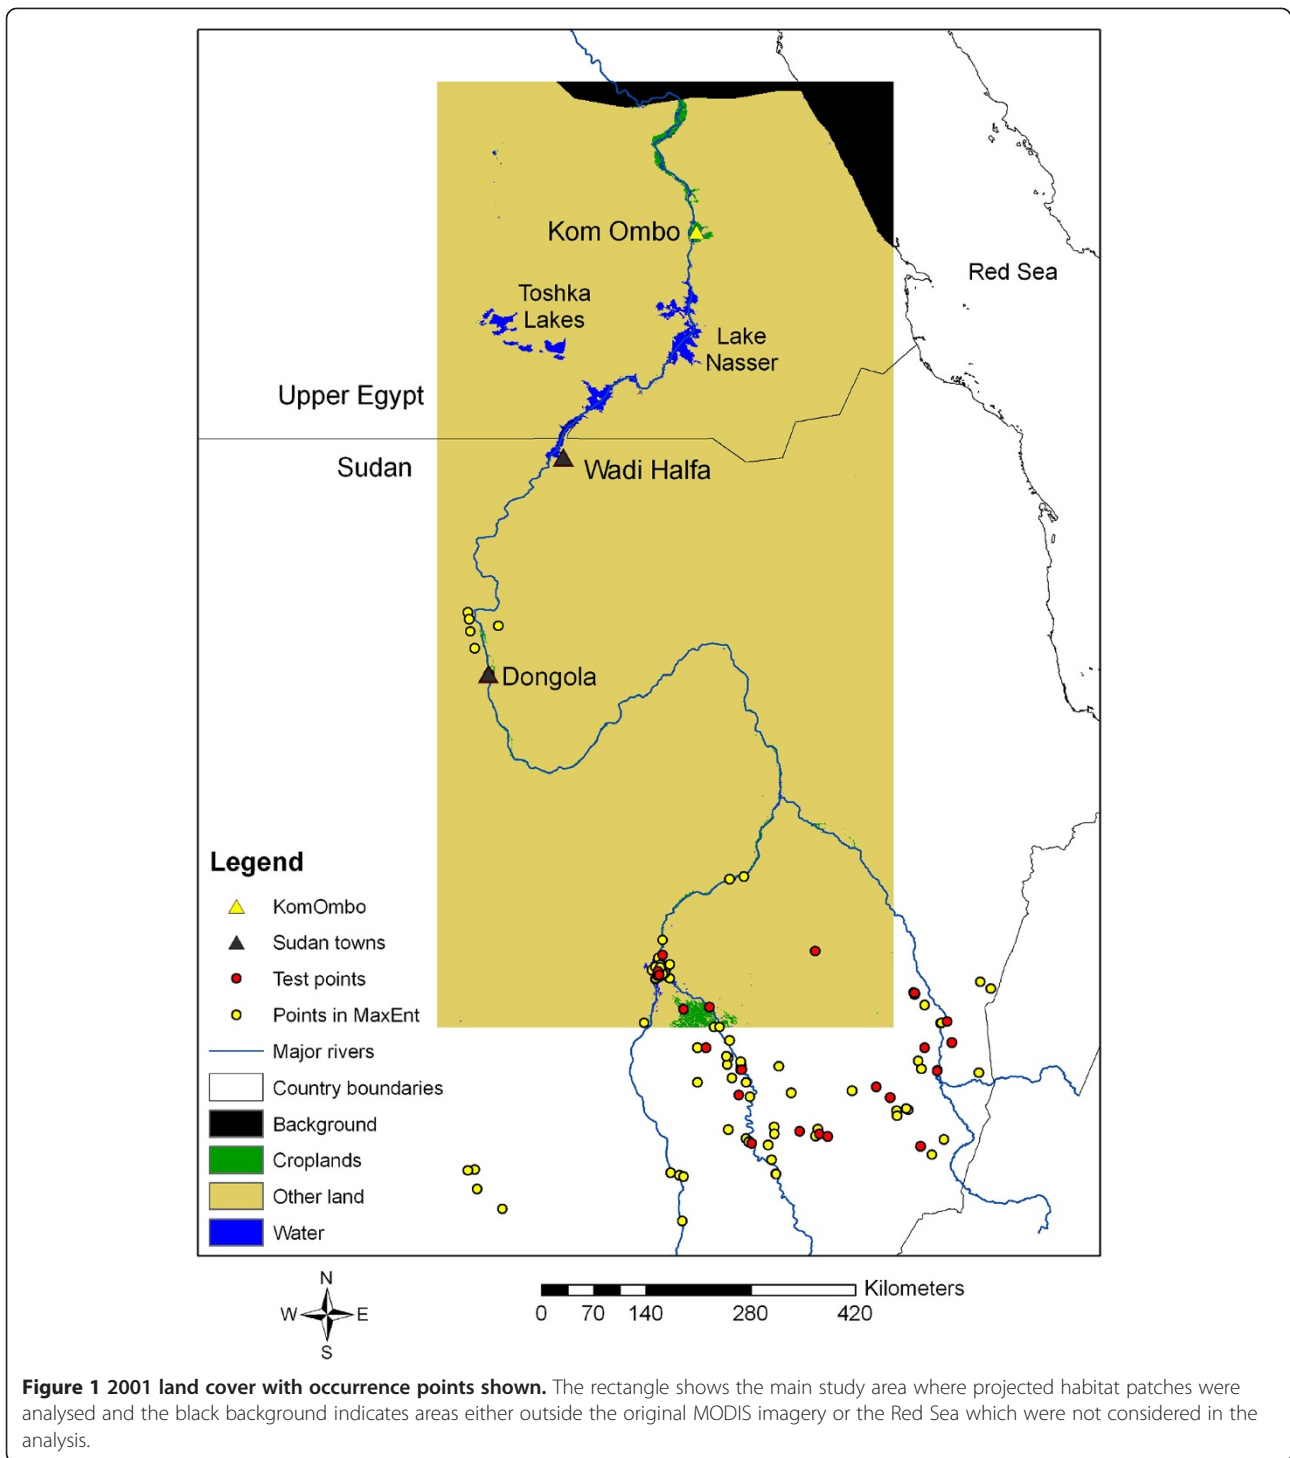 Kom Ombo
Red Sea
Toshka
Lakes
Lake
Nasser
Upper Egypt
Sudan
Wadi Halfa
Dongola
Legend
KomOmbo
Sudan towns
Test points
Points in MaxEnt
Major rivers
Country boundaries
Background
Croplands
Other land
Water
N
W E
S
Kilometers
0 70 140 280 420
Figure 1 2001 land cover with occurrence points shown. The rectangle shows the main study area where projected habitat patches were
analysed and the black background indicates areas either outside the original MODIS imagery or the Red Sea which were not considered in the
analysis.